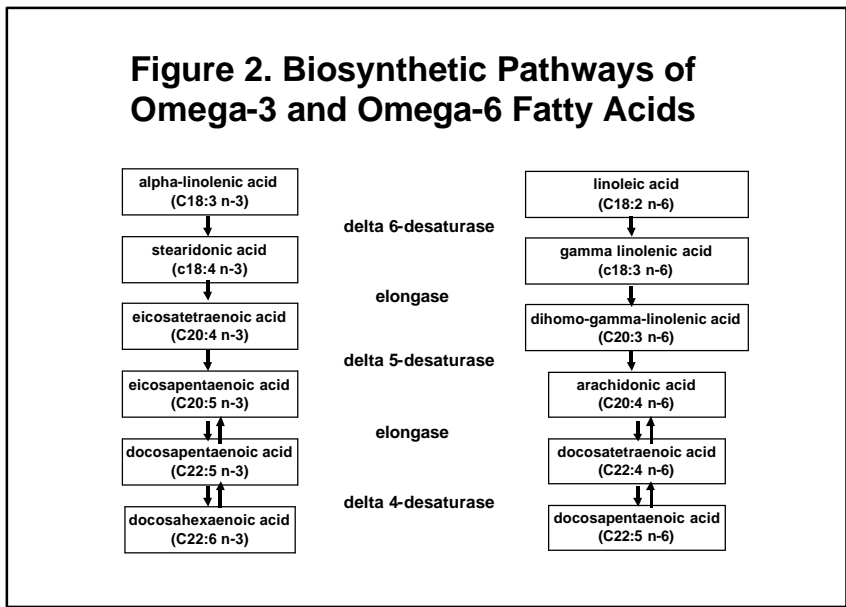 Figure 2. Biosynthetic Pathways of
Omega-3 and Omega-6 Fatty Acids
alpha-linolenic acid
(C18:3 n-3)
stearidonic acid
(c18:4 n-3)
eicosatetraenoic acid
(C20:4 n-3)
eicosapentaenoic acid
(C20:5 n-3)
docosapentaenoic acid
(C22:5 n-3)
docosahexaenoic acid
(C22:6 n-3)
delta 6-desaturase
elongase
delta 5-desaturase
elongase
delta 4-desaturase
linoleic acid
(C18:2 n-6)
gamma linolenic acid
(c18:3 n-6)
dihomo-gamma-linolenic acid
(C20:3 n-6)
arachidonic acid
(C20:4 n-6)
docosatetraenoic acid
(C22:4 n-6)
docosapentaenoic acid
(C22:5 n-6)